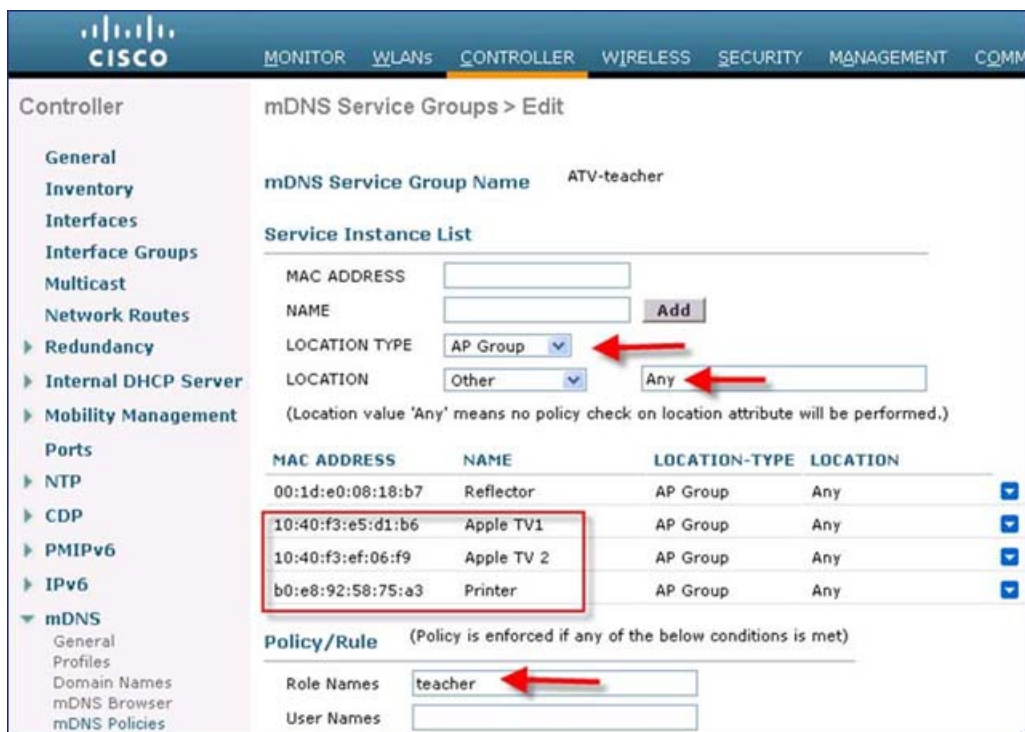 CISCO
MONITOR WLANs CONTROLLER WIRELESS SECURITY MANAGEMENT COMM
Controller
General
Inventory
Interfaces
Interface Groups
Multicast
Network Routes
Redundancy
Internal DHCP Server
Mobility Management
Ports
NTP
CDP
PMIPv6
IPv6
mDNS
General
Profiles
Domain Names
mDNS Browser
mDNS Policies
mDNS Service Groups > Edit
mDNS Service Group Name ATV-teacher
Service Instance List
MAC ADDRESS
NAME Add
LOCATION TYPE AP Group
LOCATION Other Any
(Location value 'Any' means no policy check on location attribute will be performed.)
MAC ADDRESS NAME LOCATION-TYPE LOCATION
00:1d:e0:08:18:b7 Reflector AP Group Any
10:40:f3:e5:d1:b6 Apple TV1 AP Group Any
10:40:f3:ef:06:f9 Apple TV 2 AP Group Any
b0:e8:92:58:75:a3 Printer AP Group Any
Policy/Rule (Policy is enforced if any of the below conditions is met)
Role Names teacher
User Names